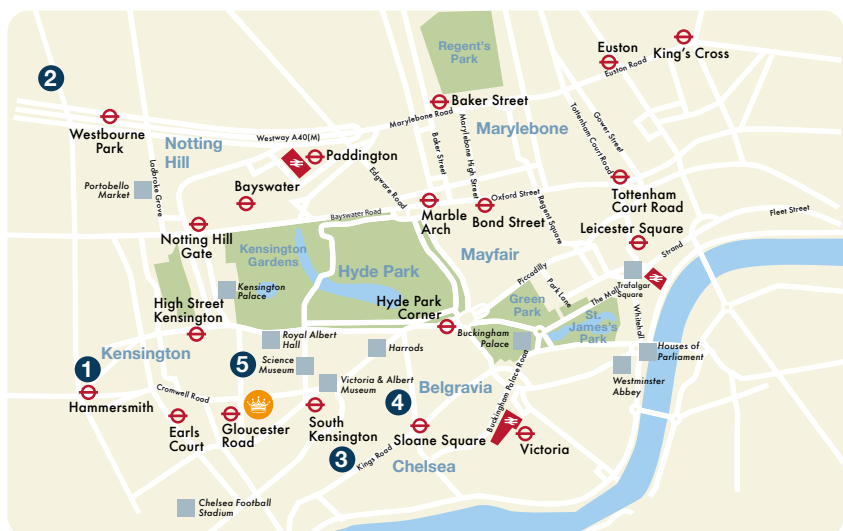 Regent's
Park
Euston
King's Cross
Euston Road
2
Baker Street
Westbourne
Park
Marylebone Road
Marylebone
Gower Street
Tottenham Court Road
Notting
Hill
Westway A40(M)
Paddington
Baker Street
Marylebone High Street
Ladbroke Grove
Portobello
Market
Bayswater
Edgware Road
Oxford Street
Tottenham
Court Road
Bayswater Road
Marble
Arch
Bond Street
Regent Square
Fleet Street
Notting Hill
Gate
Leicester Square
Kensington
Gardens
Hyde Park
Mayfair
Strand
Piccadilly
Trafalgar
Square
Kensington
Palace
Park Lane
The Mall
High Street
Kensington
Hyde Park
Corner
Green
Park
St.
James's
Park
Whitehall
Kensington
Royal Albert
Hall
Harrods
Buckingham
Palace
Houses of
Parliament
1
5
Science
Museum
Victoria & Albert
Museum
Belgravia
Buckingham Palace Road
Westminster
Abbey
Hammersmith
Cromwell Road
4
Earls
Court
Gloucester
Road
South
Kensington
Sloane Square
Victoria
3
Kings Road
Chelsea
Chelsea Football
Stadium